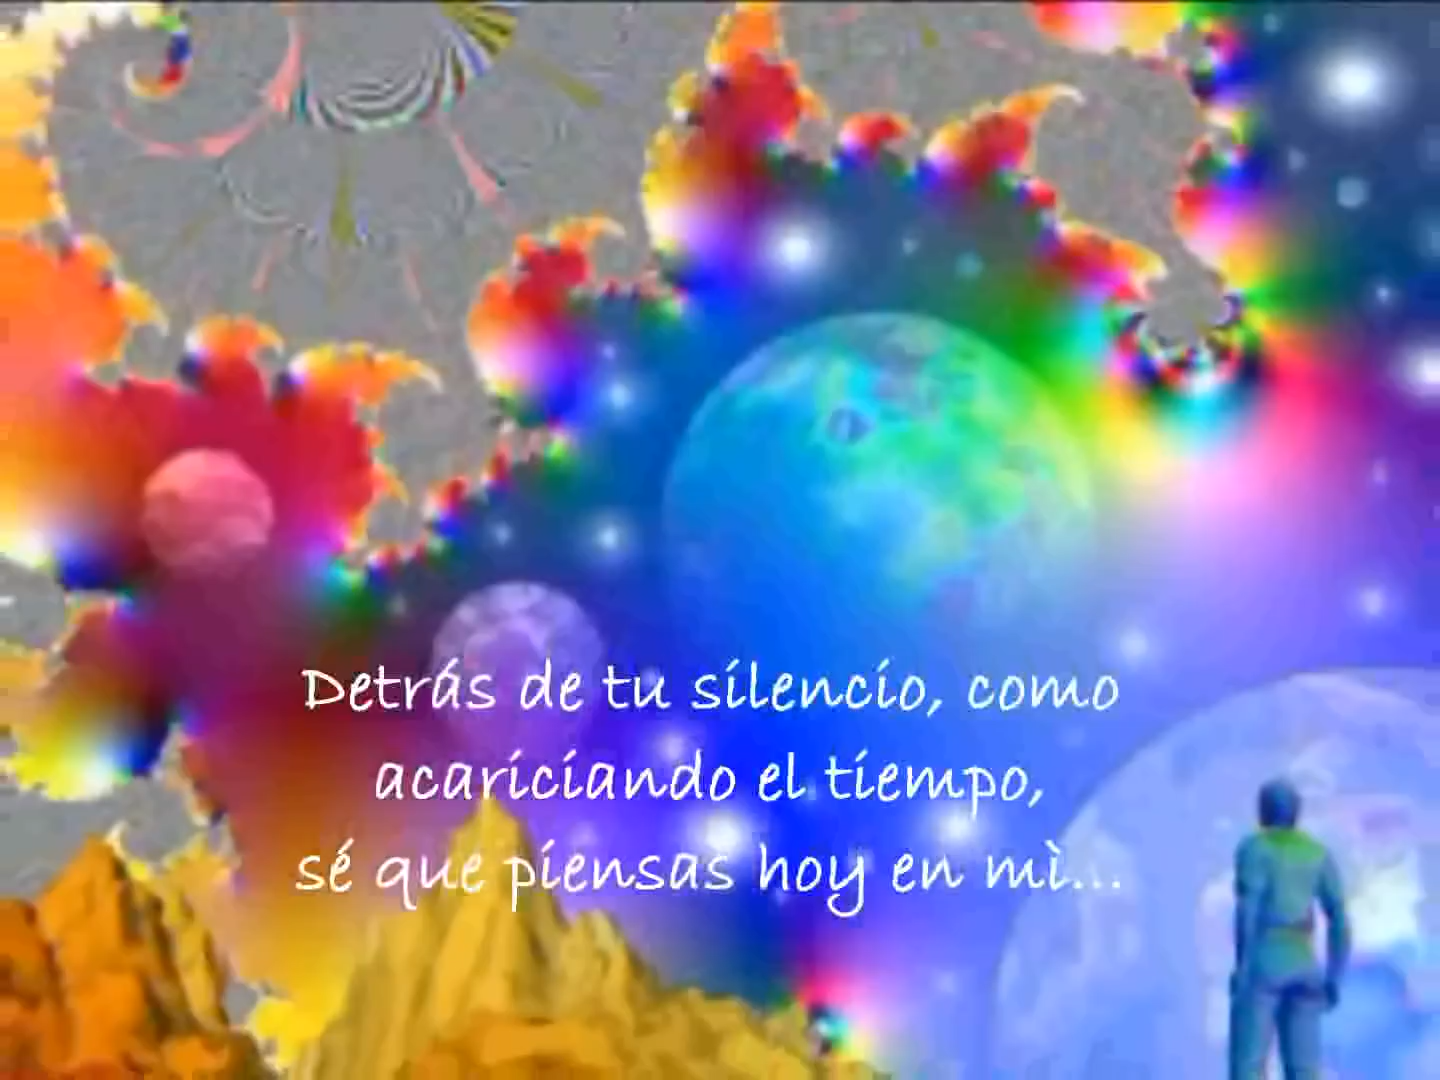 Detrás de tu silencio, como
acariciando el tiempo,
sé que piensas hoy en mì...